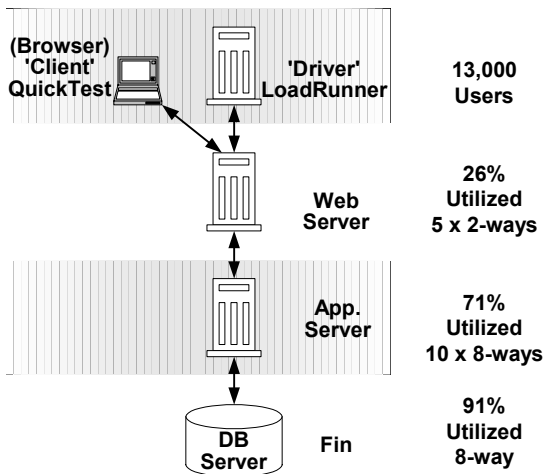 (Browser)
'Client'
QuickTest
'Driver'
LoadRunner
13,000
Users
Web
Server
26%
Utilized
5 x 2-ways
App.
Server
71%
Utilized
10 x 8-ways
DB
Server
Fin
91%
Utilized
8-way